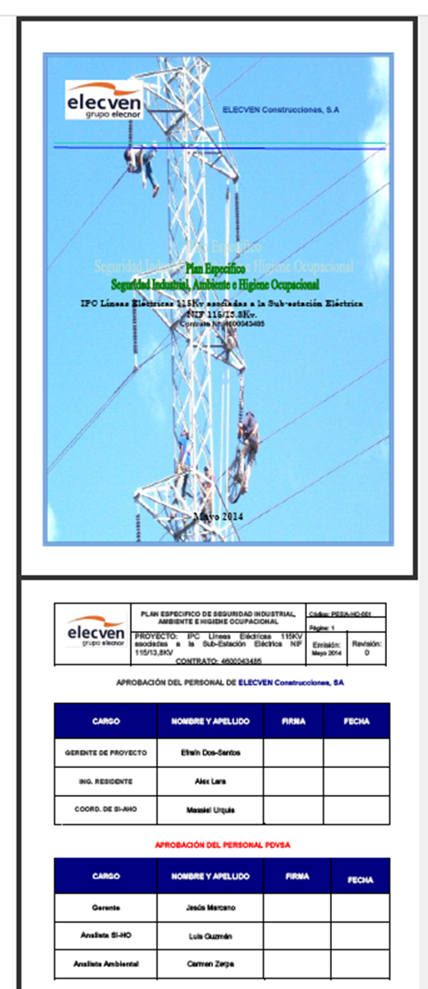 elecven
grupo elecnor
ELECVEN Construcciones, S.A
Plan Específico
Seguridad Industrial, Ambiente e Higiene Ocupacional
IPC Líneas Eléctricas 115Kv asociadas a la Sub-estación Eléctrica
NIF 115/13.8Kv.
Contrato Nº 4600043485
Mayo 2014
elecven
grupo elecnor
PLAN ESPECIFICO DE SEGURIDAD INDUSTRIAL,
AMBIENTE E HIGIENE OCUPACIONAL
PROYECTO: IPC Líneas Eléctricas 115KV
asociadas a la Sub-Estación Eléctrica NIF
115/13,8KV
CONTRATO: 4600043485
Código: PESIA-HO-001
Página: 1
Emisión:
Mayo 2014
Revisión:
0
APROBACIÓN DEL PERSONAL DE ELECVEN Construcciones, SA
CARGO NOMBRE Y APELLIDO FIRMA FECHA
GERENTE DE PROYECTO Efraín Dos-Santos
ING. RESIDENTE Alex Lara
COORD. DE SI-AHO Massiel Urquia
APROBACIÓN DEL PERSONAL PDVSA
CARGO NOMBRE Y APELLIDO FIRMA FECHA
Gerente Jesús Marcano
Analista SI-HO Luis Guzmán
Analista Ambiental Carmen Zerpa